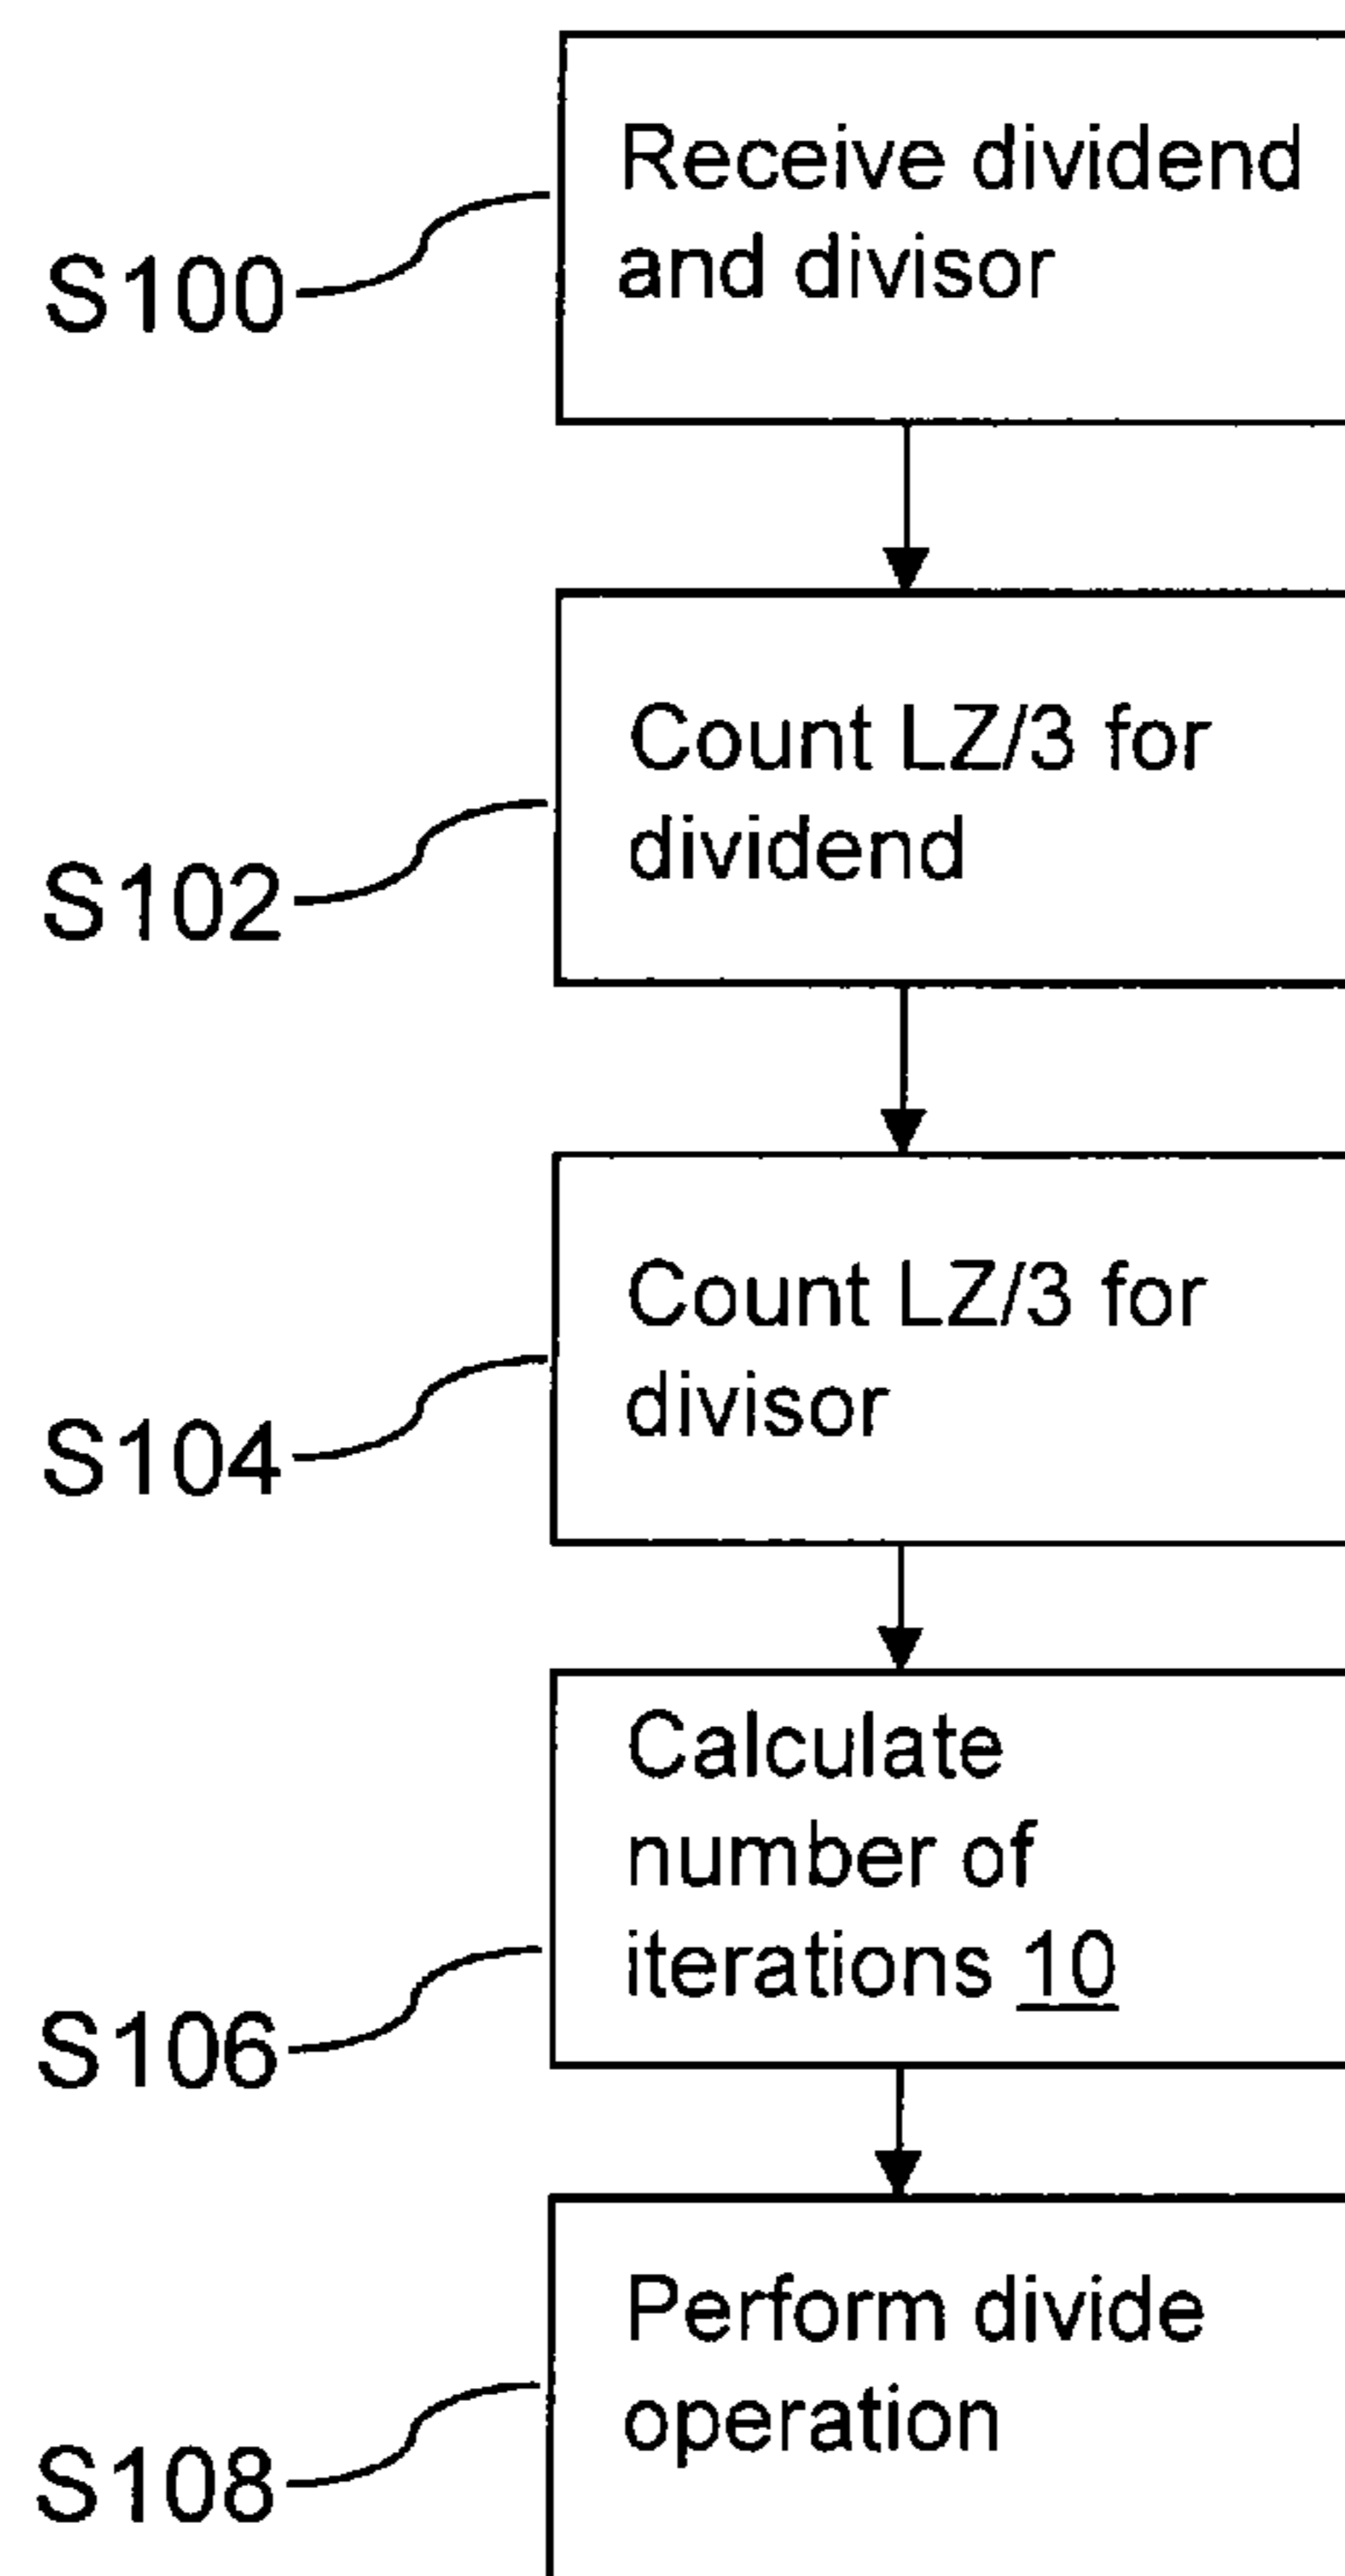 Receive dividend
and divisor
S100
Count LZ/3 for
dividend
S102
Count LZ/3 for
divisor
S104
Calculate
number of
iterations 10
S106
Perform divide
operation
S108